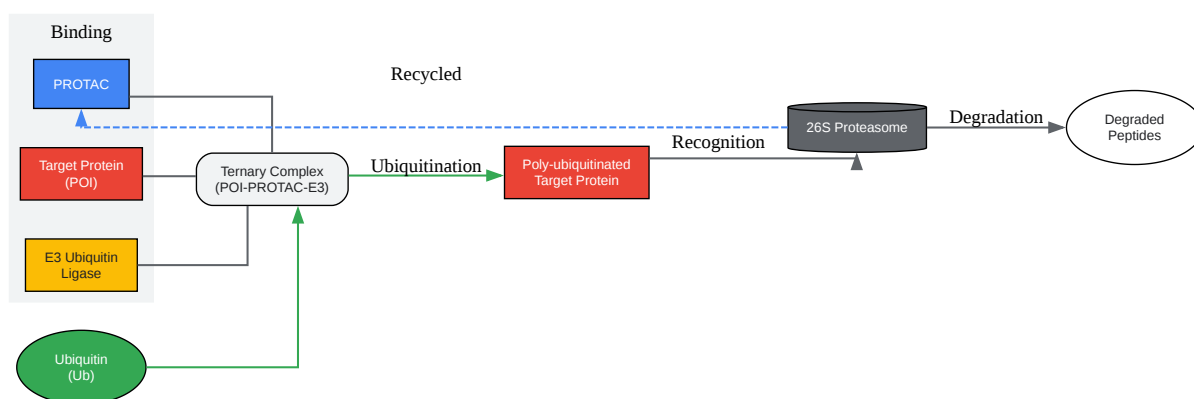 Binding
PROTAC
Recycled
Target Protein
(POI)
E3 Ubiquitin
Ligase
Ubiquitin
(Ub)
Ternary Complex
(POI-PROTAC-E3)
Ubiquitination
Poly-ubiquitinated
Target Protein
Recognition
26S Proteasome
Degradation
Degraded
Peptides